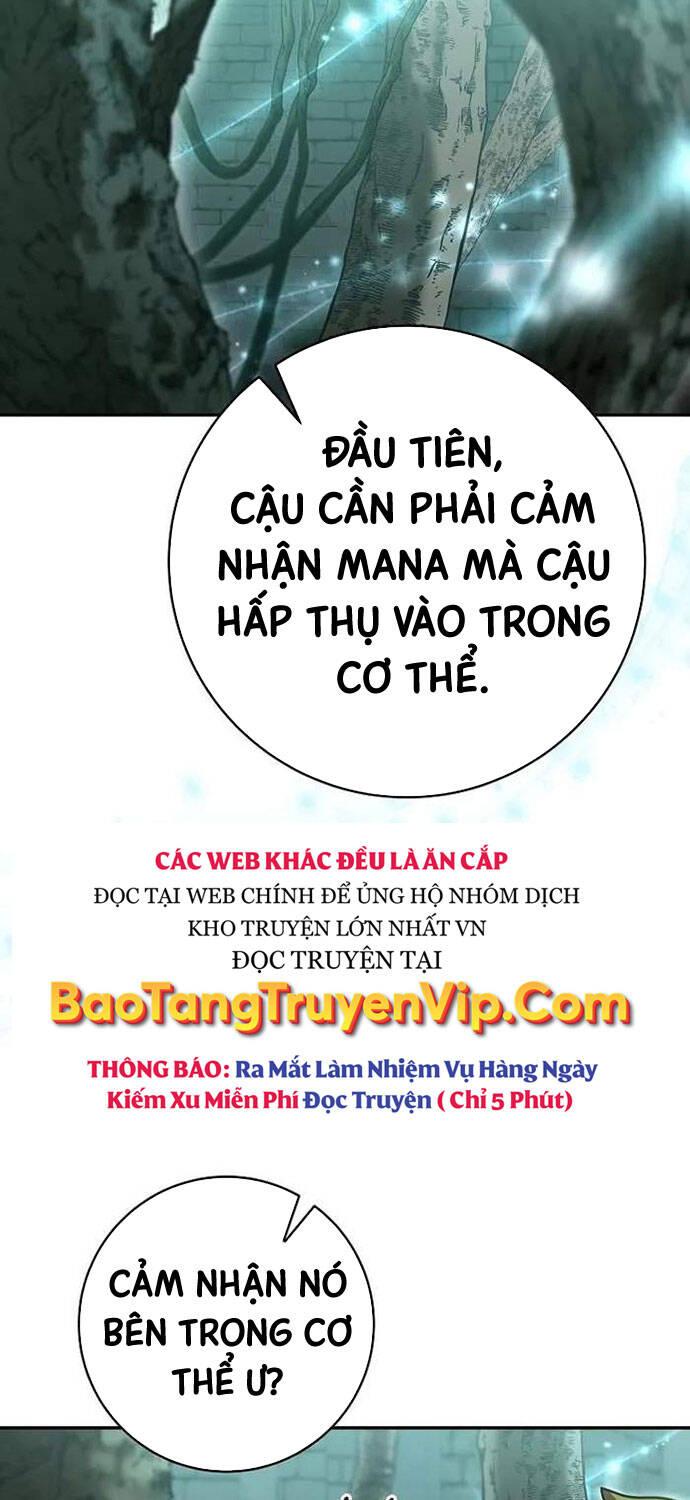 ĐẦU TIÊN,
CẬU CẦN PHẢI CẢM
NHẬN MANA MÀ CẬU
HẤP THỤ VÀO TRONG
CƠ THỂ.
CÁC WEB KHÁC ĐỀU LÀ ĂN CẮP
ĐỌC TẠI WEB CHÍNH ĐỂ ỦNG HỘ NHÓM DỊCH
KHO TRUYỆN LỚN NHẤT VN
ĐỌC TRUYỆN TẠI
BaoTangTruyenVip.Com
THÔNG BÁO: Ra Mắt Làm Nhiệm Vụ Hàng Ngày
Kiếm Xu Miễn Phí Đọc Truyện ( Chỉ 5 Phút)
CẢM NHẬN NÓ
BÊN TRONG CƠ
THỂ Ư?